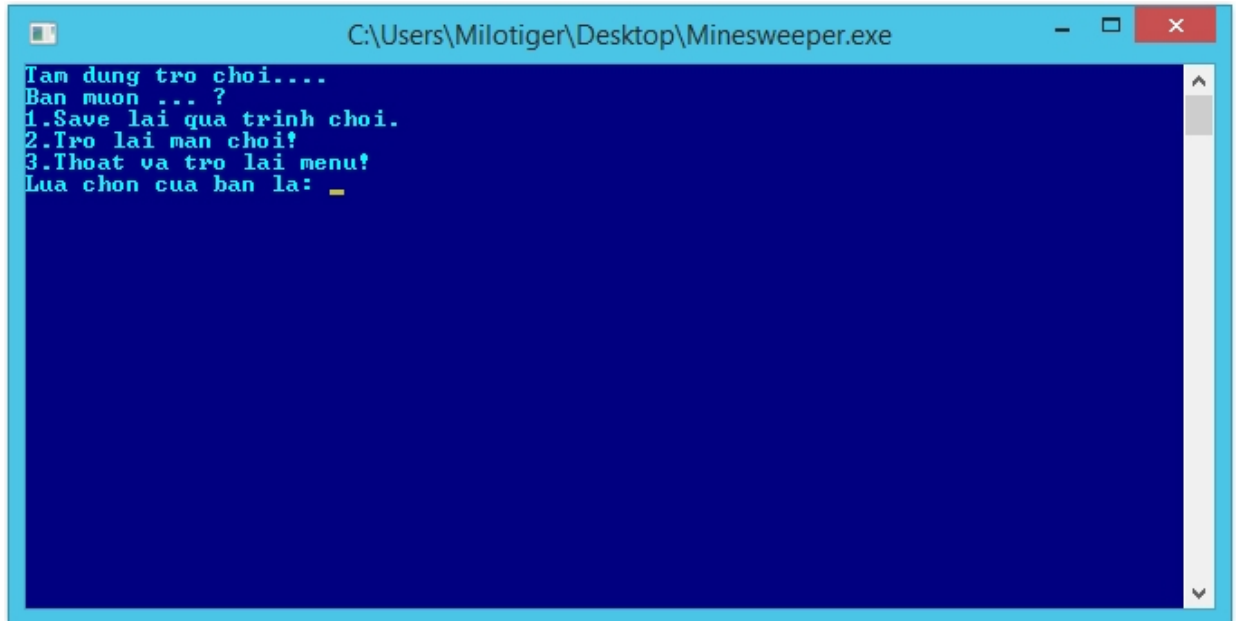 C:\Users\Milotiger\Desktop\Minesweeper.exe
Tam dung tro choi....
Ban muon ... ?
1.Save lai qua trinh choi.
2.Tro lai man choi!
3.Thoat va tro lai menu!
Lua chon cua ban la: _